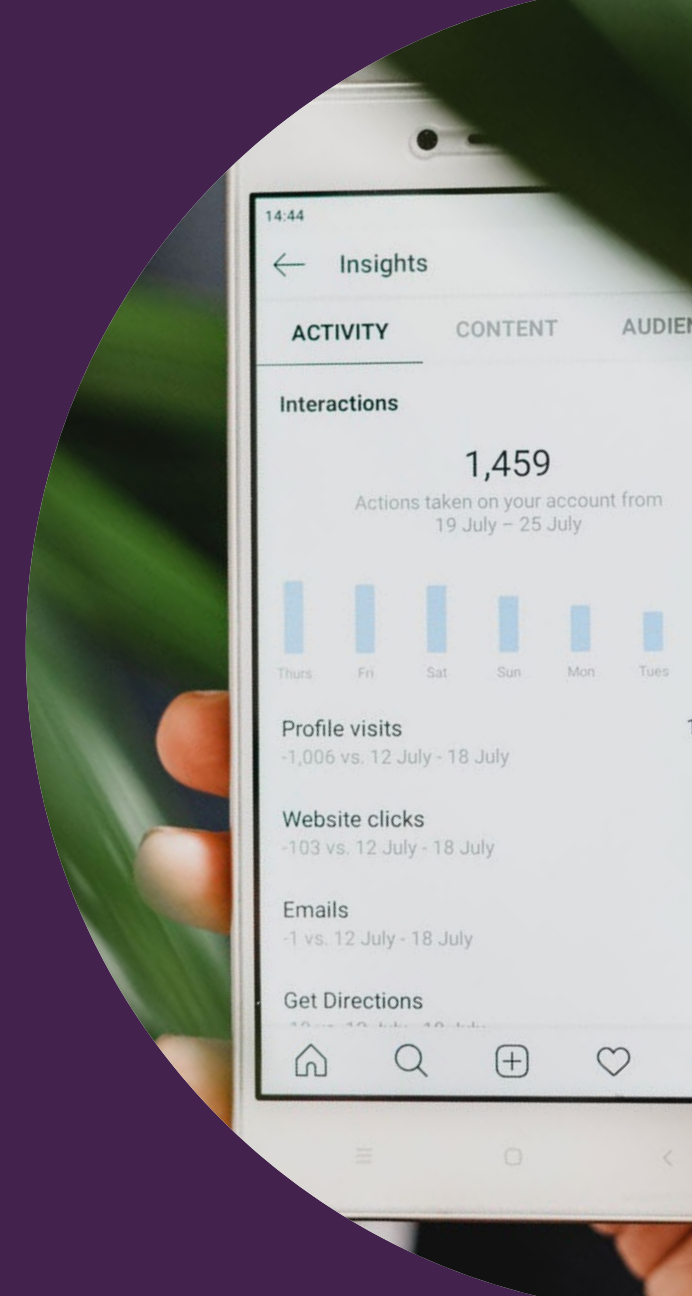 14:44
Insights
ACTIVITY CONTENT AUDIEN
Interactions
1,459
Actions taken on your account from
19 July – 25 July
Thurs Fri Sat Sun Mon Tues
Profile visits
-1,006 vs. 12 July - 18 July
Website clicks
-103 vs. 12 July - 18 July
Emails
-1 vs. 12 July - 18 July
Get Directions